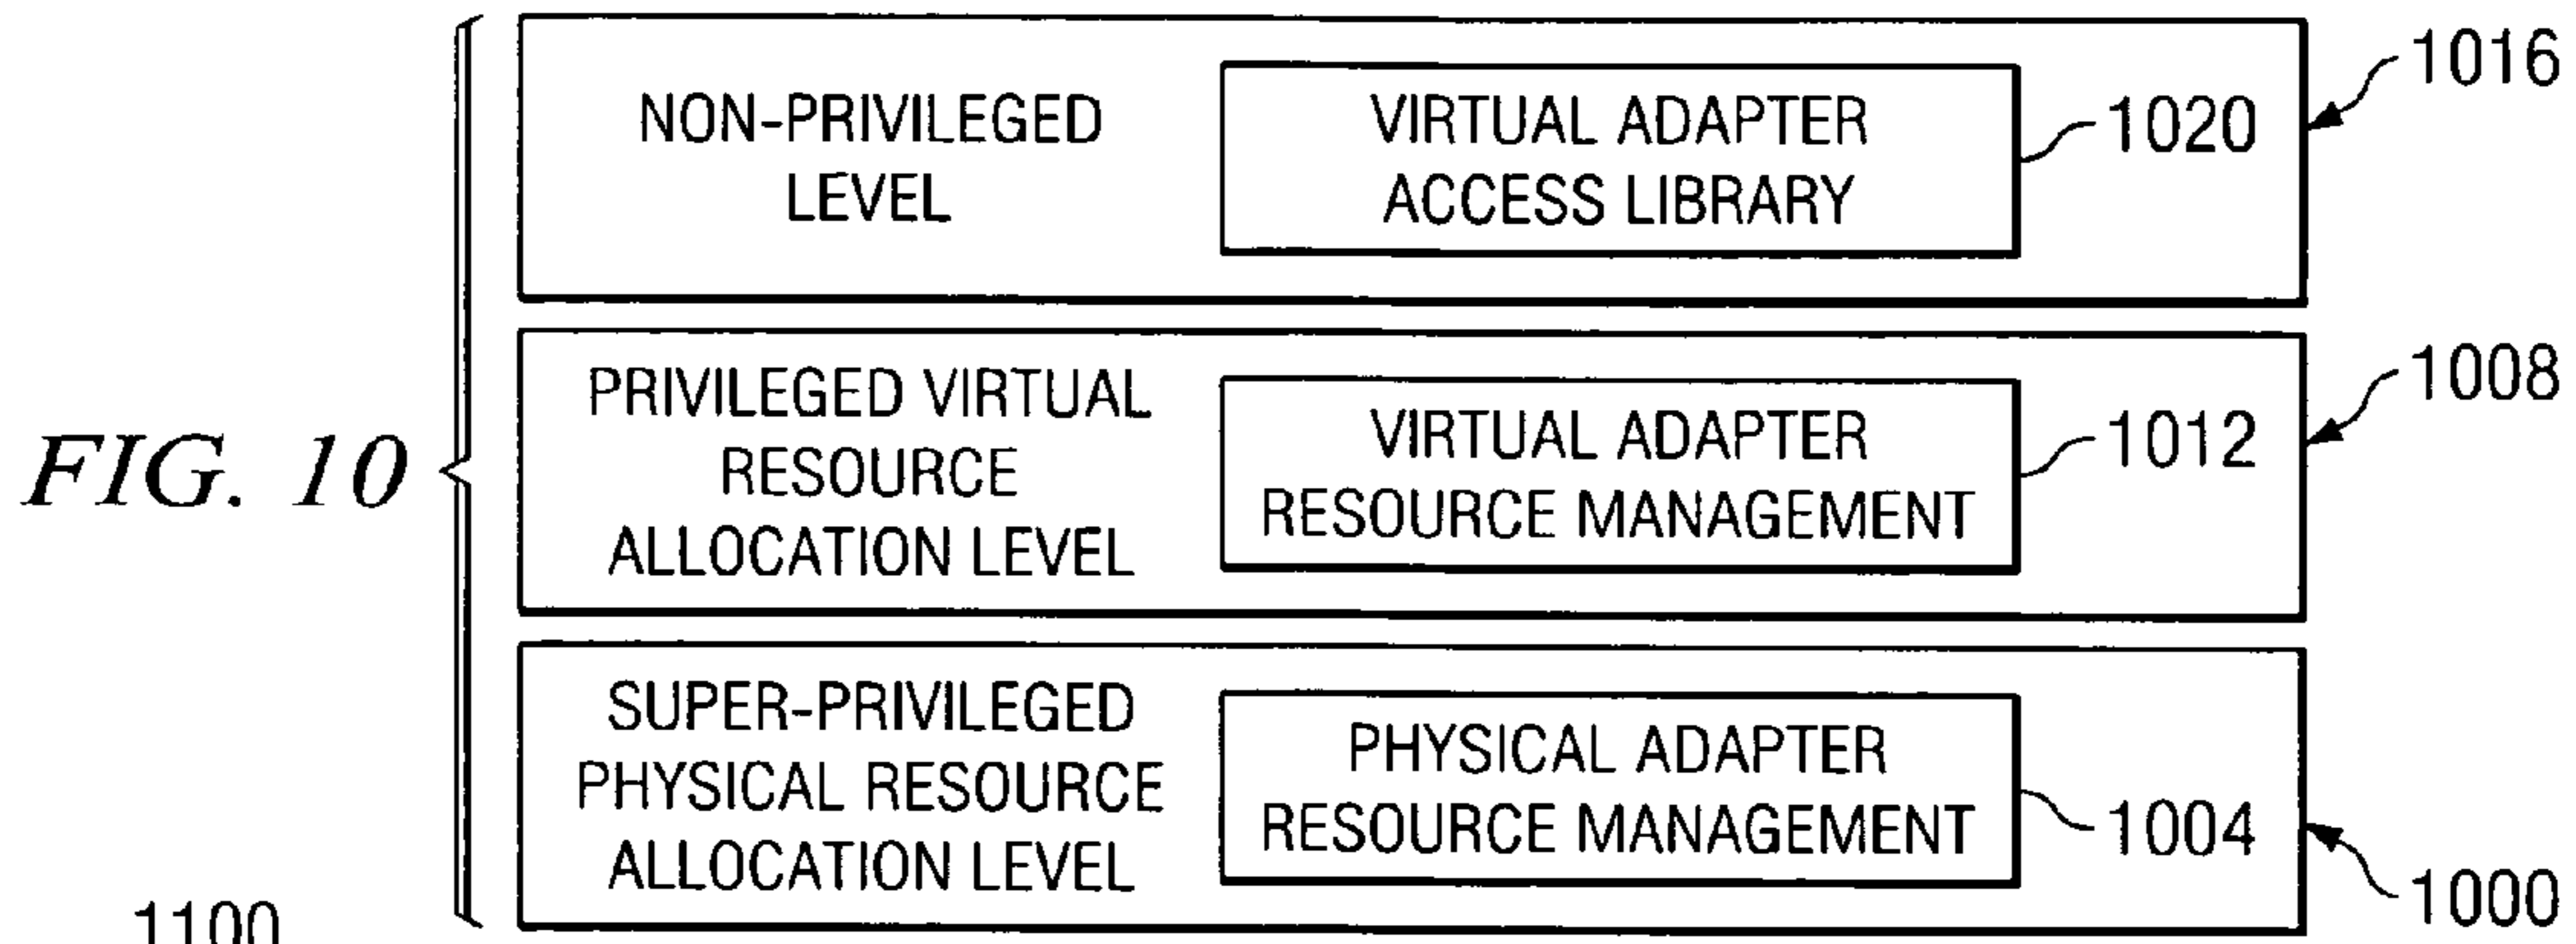 FIG. 10
NON-PRIVILEGED
LEVEL
VIRTUAL ADAPTER
ACCESS LIBRARY
1020
1016
PRIVILEGED VIRTUAL
RESOURCE
ALLOCATION LEVEL
VIRTUAL ADAPTER
RESOURCE MANAGEMENT
1012
1008
SUPER-PRIVILEGED
PHYSICAL RESOURCE
ALLOCATION LEVEL
PHYSICAL ADAPTER
RESOURCE MANAGEMENT
1004
1000
1100